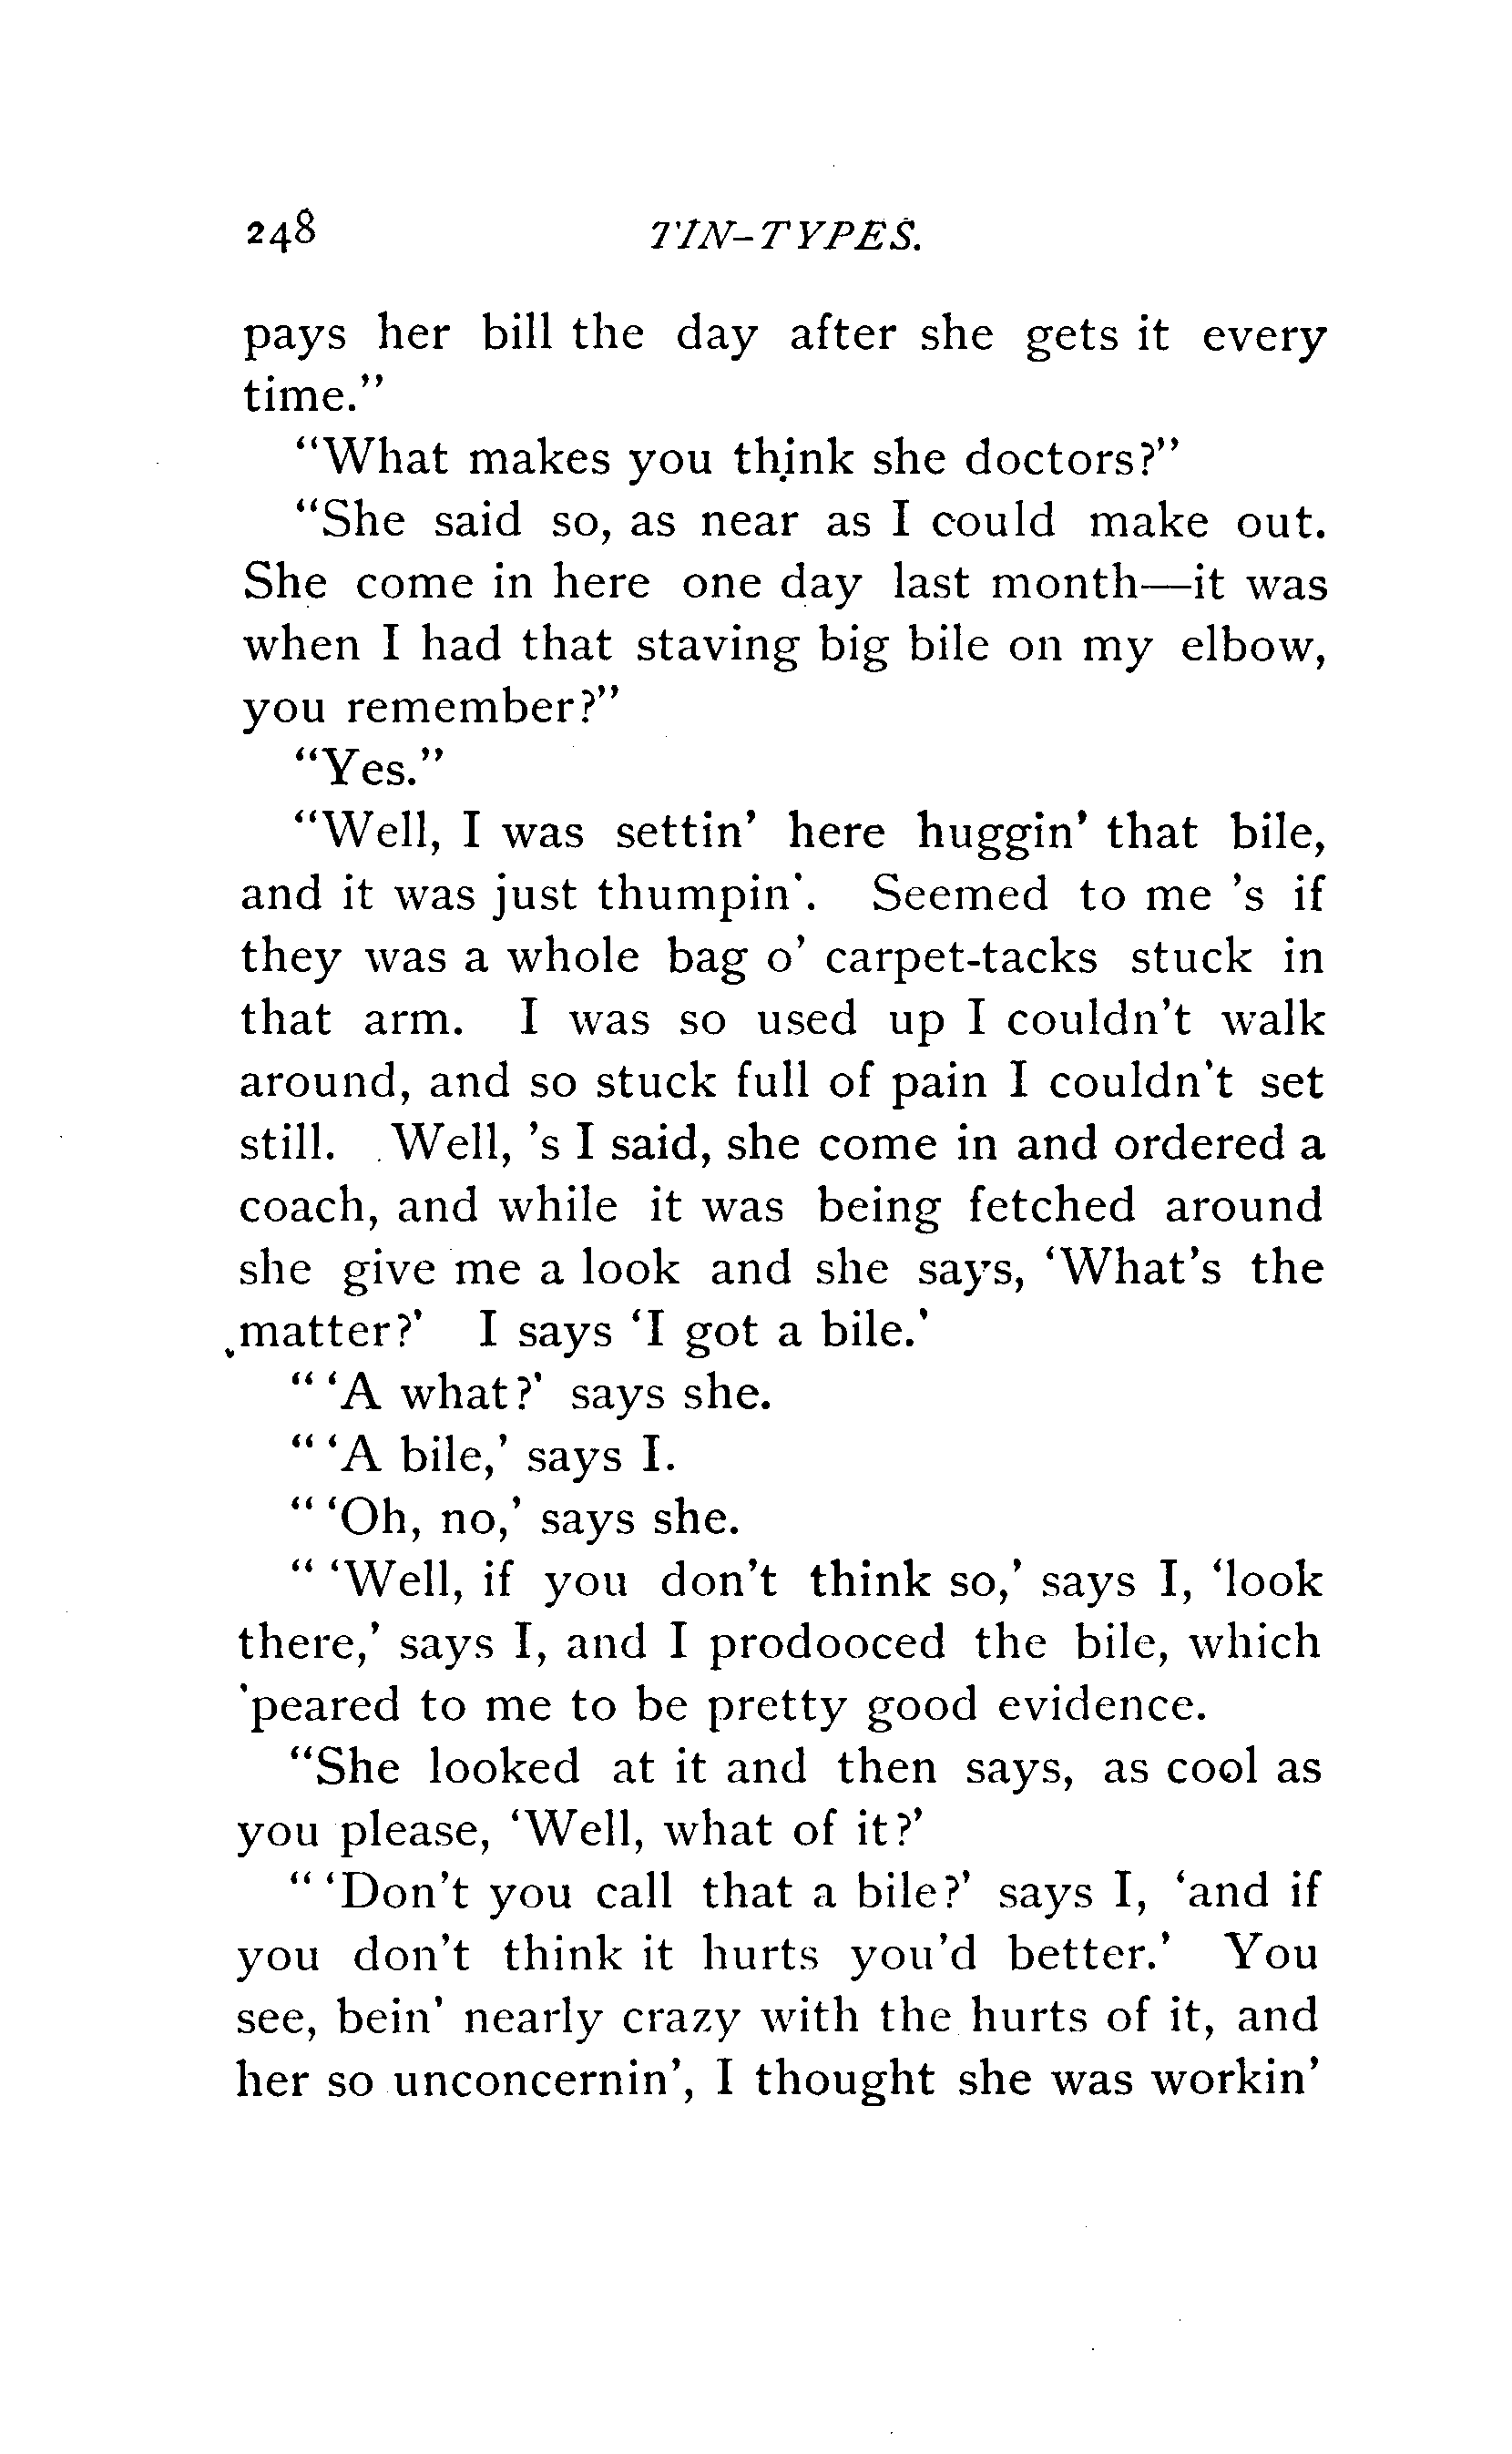 248 TIN-TYPES.
pays her bill the day after she gets it every
time.”
“What makes you think she doctors?”
“She said so, as near as I could make out.
She come in here one day last month—it was
when I had that staving big bile on my elbow,
you remember?”
“Yes.”
“Well, I was settin’ here huggin’ that bile,
and it was just thumpin’. Seemed to me ’s if
they was a whole bag o’ carpet-tacks stuck in
that arm. I was so used up I couldn’t walk
around, and so stuck full of pain I couldn’t set
still. Well, ’s I said, she come in and ordered a
coach, and while it was being fetched around
she give me a look and she says, ‘What’s the
matter?’ I says ‘I got a bile.’
“ ‘A what?’ says she.
“ ‘A bile,’ says I.
“ ‘Oh, no,’ says she.
“ ‘Well, if you don’t think so,’ says I, ‘look
there,’ says I, and I prodooced the bile, which
’peared to me to be pretty good evidence.
“She looked at it and then says, as cool as
you please, ‘Well, what of it?’
“ ‘Don’t you call that a bile?’ says I, ‘and if
you don’t think it hurts you’d better.’ You
see, bein’ nearly crazy with the hurts of it, and
her so unconcernin’, I thought she was workin’